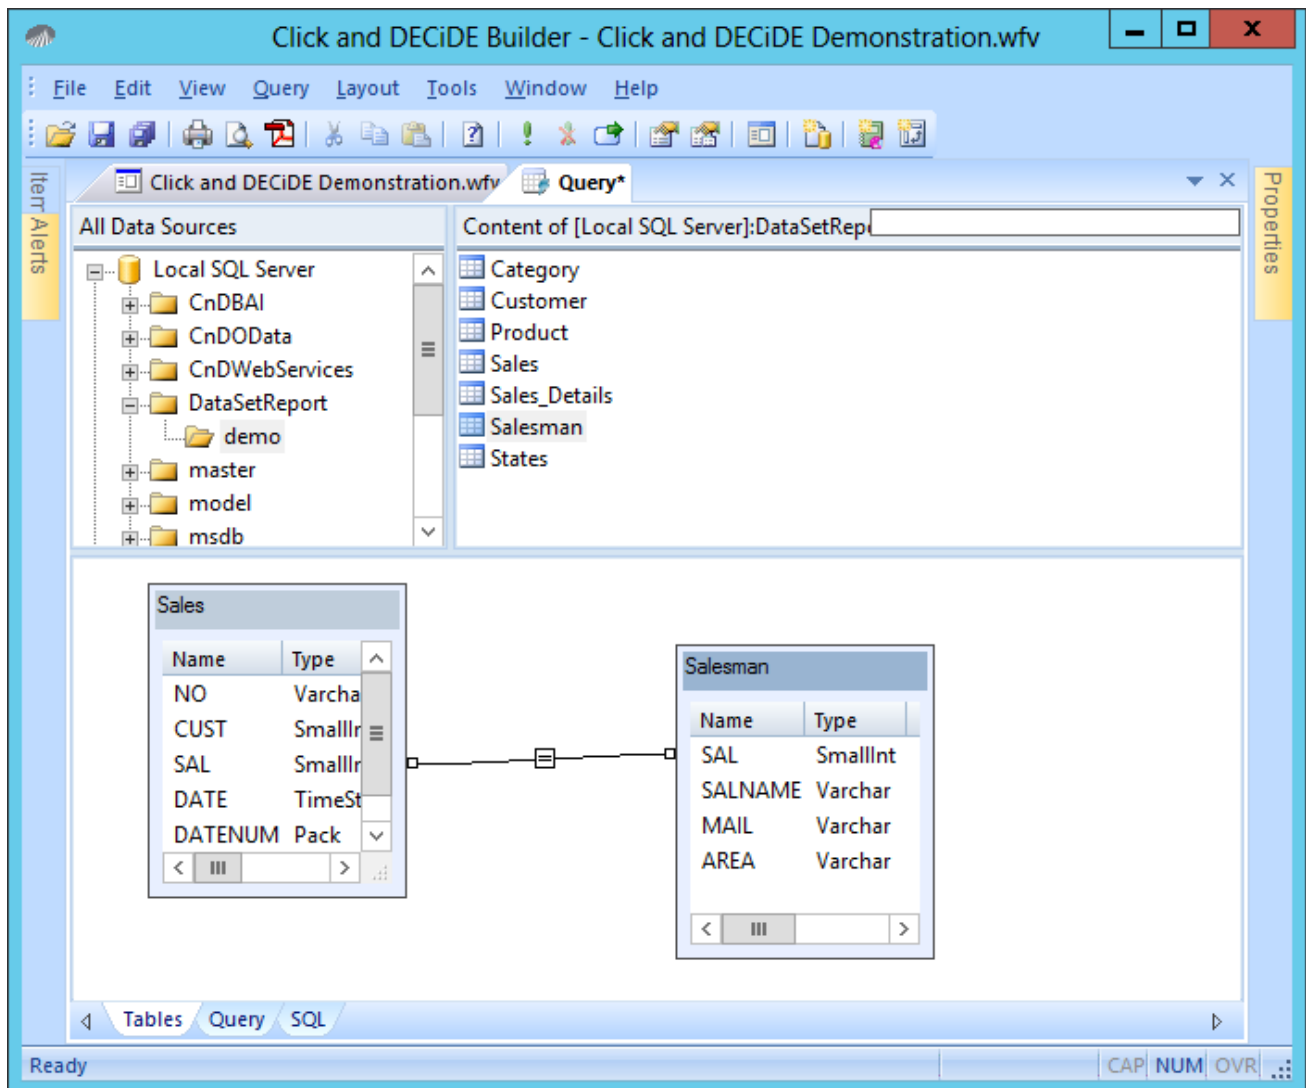 Click and DECiDE Builder - Click and DECiDE Demonstration.wfv
File Edit View Query Layout Tools Window Help
Item Alerts
Click and DECiDE Demonstration.wfv Query*
Properties
All Data Sources
Content of [Local SQL Server]:DataSetRepo
Local SQL Server
CnDBAI
CnDOData
CnDWebServices
DataSetReport
demo
master
model
msdb
Category
Customer
Product
Sales
Sales_Details
Salesman
States
Sales
Name Type
NO Varcha
CUST SmallIr
SAL SmallIr
DATE TimeSt
DATENUM Pack
Salesman
Name Type
SAL SmallInt
SALNAME Varchar
MAIL Varchar
AREA Varchar
Tables Query SQL
Ready CAP NUM OVR